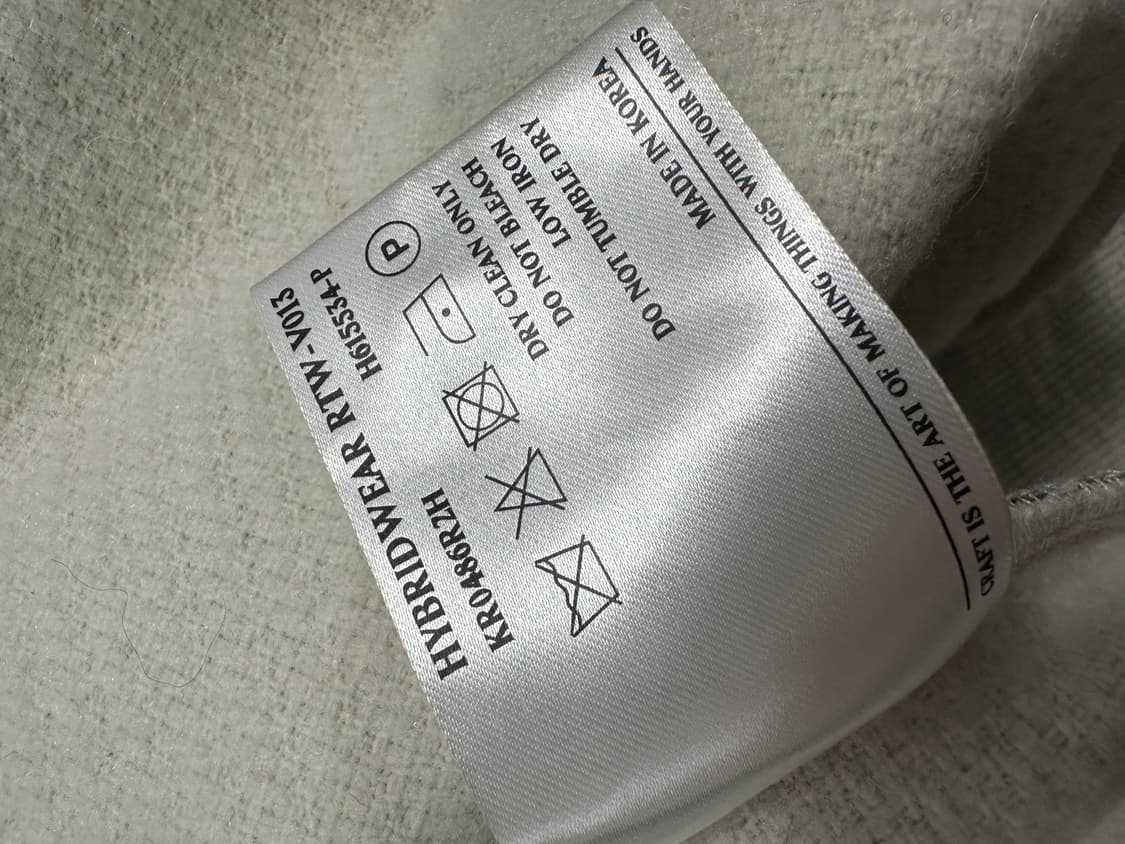 HYBRIDWEAR RTW - V013
KR0486R2H H615534-P
P
DRY CLEAN ONLY
DO NOT BLEACH
LOW IRON
DO NOT TUMBLE DRY
MADE IN KOREA
CRAFT IS THE ART OF MAKING THINGS WITH YOUR HANDS